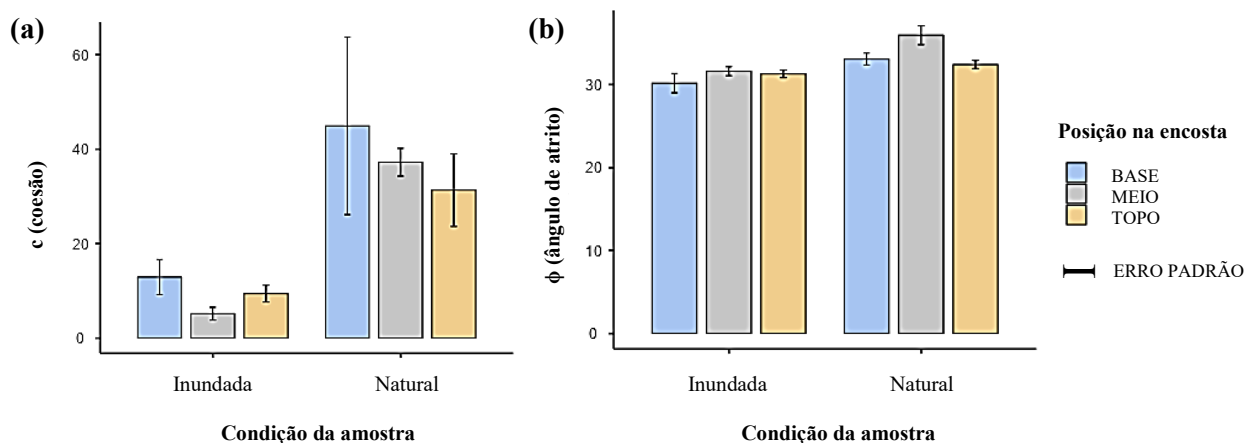 (a)
c (coesão)
60
40
20
0
Inundada
Natural
Condição da amostra
(b)
ϕ (ângulo de atrito)
30
20
10
0
Inundada
Natural
Condição da amostra
Posição na encosta
BASE
MEIO
TOPO
ERRO PADRÃO